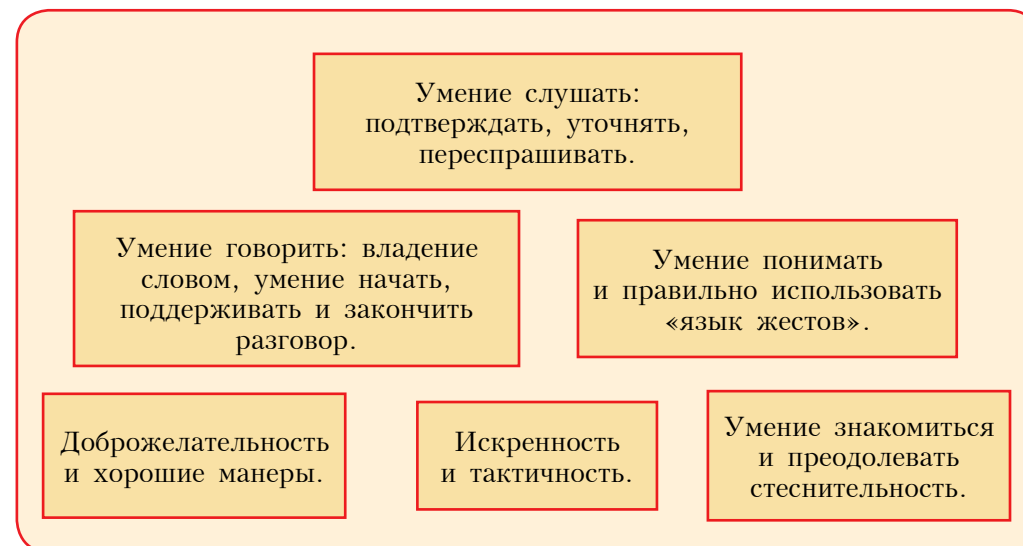 Умение слушать:
подтверждать, уточнять,
переспрашивать.
Умение говорить: владение
словом, умение начать,
поддерживать и закончить
разговор.
Умение понимать
и правильно использовать
«язык жестов».
Доброжелательность
и хорошие манеры.
Искренность
и тактичность.
Умение знакомиться
и преодолевать
стеснительность.